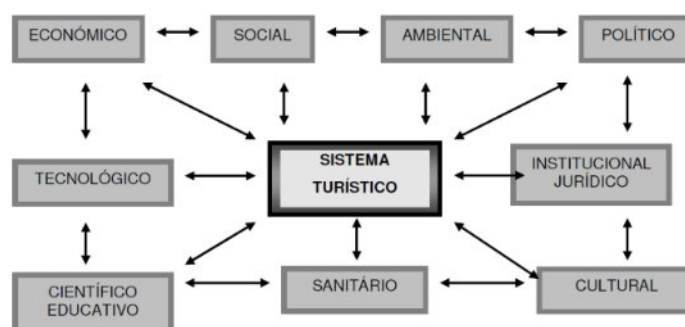 ECONÓMICO
SOCIAL
AMBIENTAL
POLÍTICO
TECNOLÓGICO
SISTEMA
TURÍSTICO
INSTITUCIONAL
JURÍDICO
CIENTÍFICO
EDUCATIVO
SANITÁRIO
CULTURAL